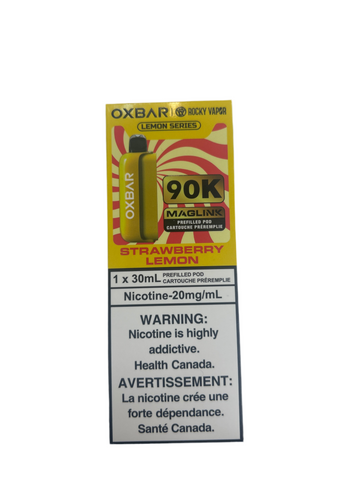 OXBAR | ROCKY VAPOR
LEMON SERIES
OXBAR
90K
MAGLINK
PREFILLED POD
CARTOUCHE PRÉREMPLIE
STRAWBERRY
LEMON
1 x 30mL PREFILLED POD
CARTOUCHE PRÉREMPLIE
Nicotine-20mg/mL
WARNING:
Nicotine is highly
addictive.
Health Canada.
AVERTISSEMENT:
La nicotine crée une
forte dépendance.
Santé Canada.